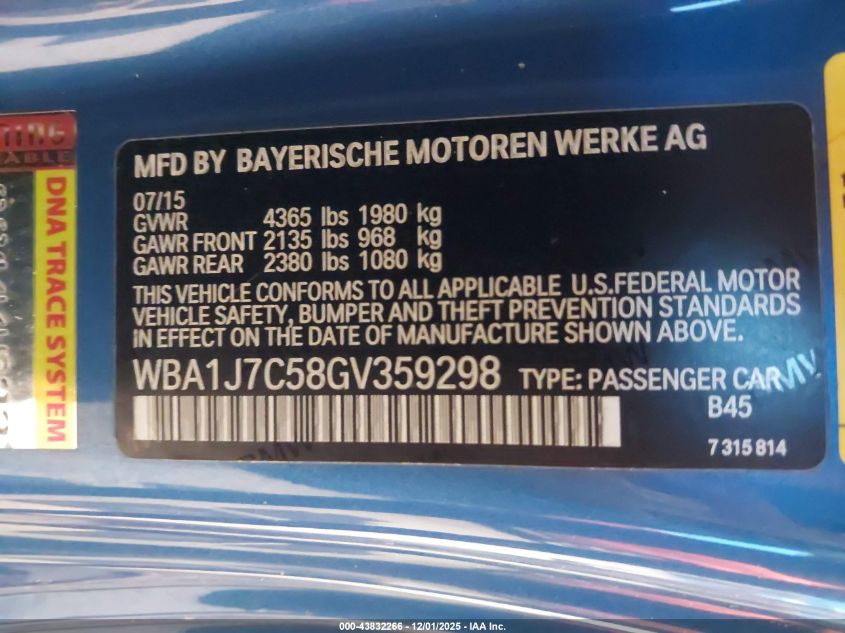 MFD BY BAYERISCHE MOTOREN WERKE AG
07/15
GVWR 4365 lbs 1980 kg
GAWR FRONT 2135 lbs 968 kg
GAWR REAR 2380 lbs 1080 kg
THIS VEHICLE CONFORMS TO ALL APPLICABLE U.S.FEDERAL MOTOR
VEHICLE SAFETY, BUMPER AND THEFT PREVENTION STANDARDS
IN EFFECT ON THE DATE OF MANUFACTURE SHOWN ABOVE.
WBA1J7C58GV359298 TYPE: PASSENGER CAR
B45
7 315 814
DNA TRACE SYSTEM
000-43832266 - 12/01/2025 - IAA Inc.